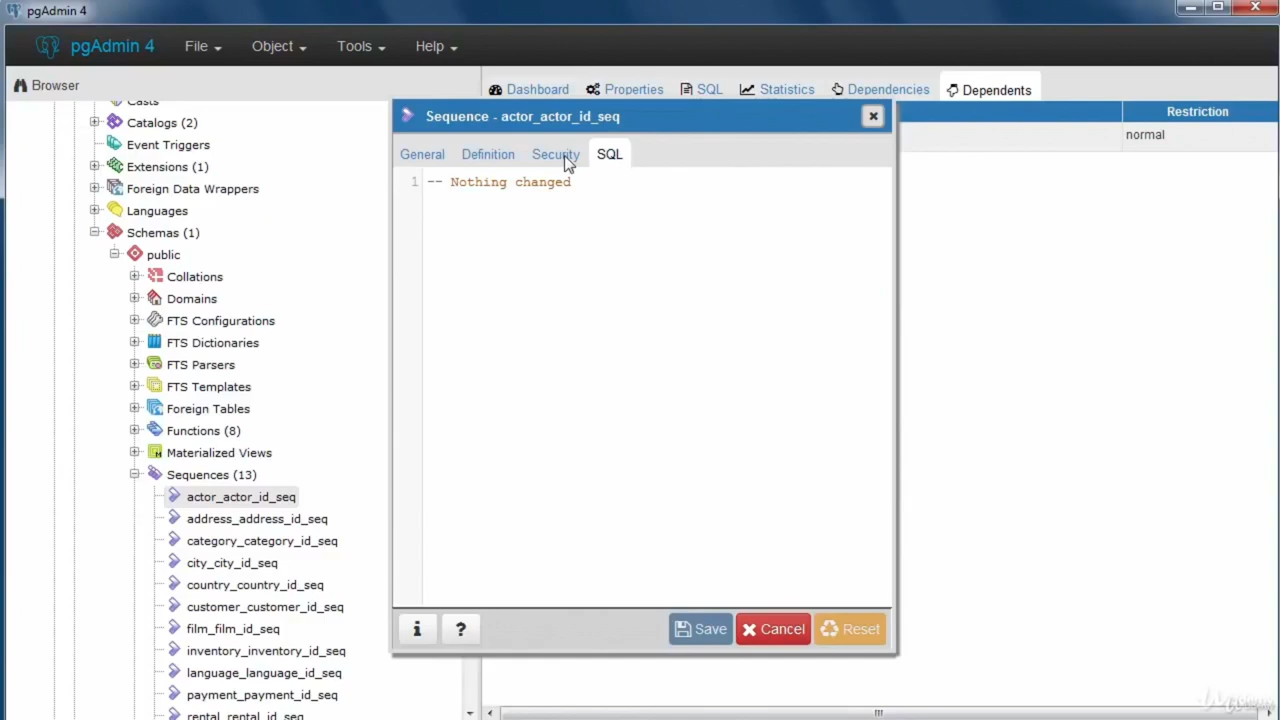 pgAdmin 4
pgAdmin 4 File Object Tools Help
Browser
Dashboard Properties SQL Statistics Dependencies Dependents
Restriction
normal
Casts
Catalogs (2)
Event Triggers
Extensions (1)
Foreign Data Wrappers
Languages
Schemas (1)
public
Collations
Domains
FTS Configurations
FTS Dictionaries
FTS Parsers
FTS Templates
Foreign Tables
Functions (8)
Materialized Views
Sequences (13)
actor_actor_id_seq
address_address_id_seq
category_category_id_seq
city_city_id_seq
country_country_id_seq
customer_customer_id_seq
film_film_id_seq
inventory_inventory_id_seq
language_language_id_seq
payment_payment_id_seq
rental_rental_id_seq
Sequence - actor_actor_id_seq
General Definition Security SQL
1 -- Nothing changed
i ? Save Cancel Reset